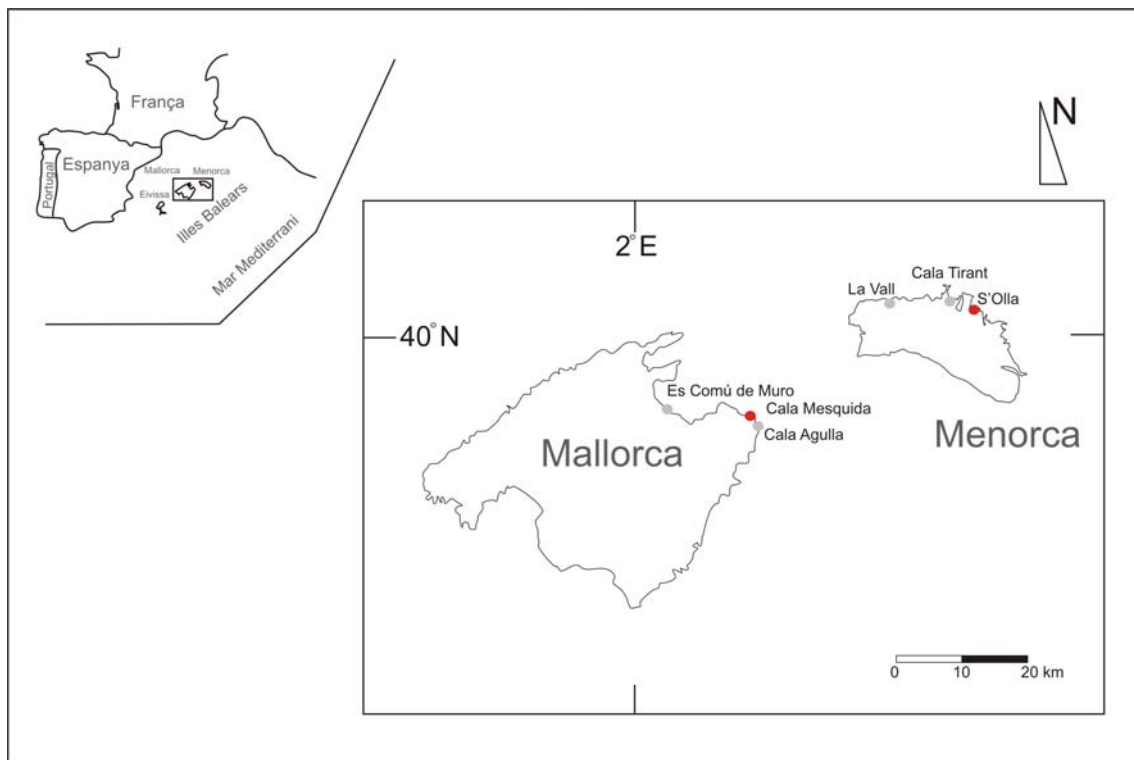 França
Espanya
Portugal
Mallorca
Menorca
Eivissa
Illes Balears
Mar Mediterrani
N
2°E
40°N
La Vall
Cala Tirant
S'Olla
Es Comú de Muro
Cala Mesquida
Cala Agulla
Mallorca
Menorca
0 10 20 km